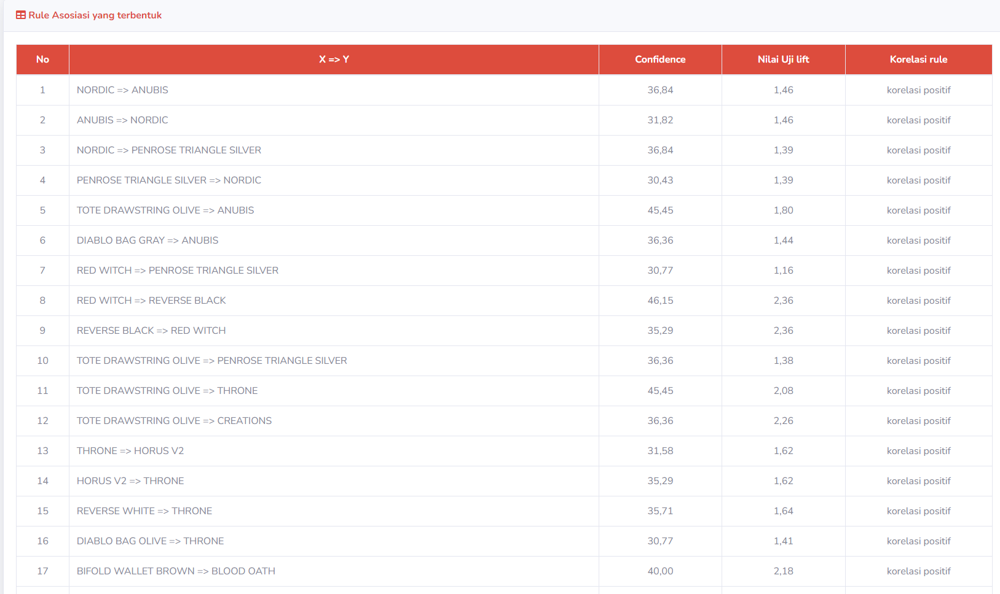 Rule Asosiasi yang terbentuk
No X => Y Confidence Nilai Uji lift Korelasi rule
1 NORDIC => ANUBIS 36,84 1,46 korelasi positif
2 ANUBIS => NORDIC 31,82 1,46 korelasi positif
3 NORDIC => PENROSE TRIANGLE SILVER 36,84 1,39 korelasi positif
4 PENROSE TRIANGLE SILVER => NORDIC 30,43 1,39 korelasi positif
5 TOTE DRAWSTRING OLIVE => ANUBIS 45,45 1,80 korelasi positif
6 DIABLO BAG GRAY => ANUBIS 36,36 1,44 korelasi positif
7 RED WITCH => PENROSE TRIANGLE SILVER 30,77 1,16 korelasi positif
8 RED WITCH => REVERSE BLACK 46,15 2,36 korelasi positif
9 REVERSE BLACK => RED WITCH 35,29 2,36 korelasi positif
10 TOTE DRAWSTRING OLIVE => PENROSE TRIANGLE SILVER 36,36 1,38 korelasi positif
11 TOTE DRAWSTRING OLIVE => THRONE 45,45 2,08 korelasi positif
12 TOTE DRAWSTRING OLIVE => CREATIONS 36,36 2,26 korelasi positif
13 THRONE => HORUS V2 31,58 1,62 korelasi positif
14 HORUS V2 => THRONE 35,29 1,62 korelasi positif
15 REVERSE WHITE => THRONE 35,71 1,64 korelasi positif
16 DIABLO BAG OLIVE => THRONE 30,77 1,41 korelasi positif
17 BIFOLD WALLET BROWN => BLOOD OATH 40,00 2,18 korelasi positif